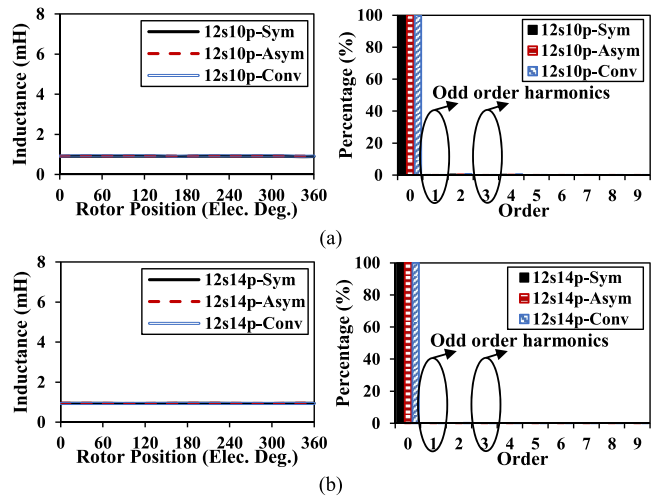 8
6
4
2
0
Inductance (mH)
12s10p-Sym
12s10p-Asym
12s10p-Conv
0 60 120 180 240 300 360
Rotor Position (Elec. Deg.)
100
80
60
40
20
0
Percentage (%)
12s10p-Sym
12s10p-Asym
12s10p-Conv
Odd order harmonics
0 1 2 3 4 5 6 7 8 9
Order
(a)
8
6
4
2
0
Inductance (mH)
12s14p-Sym
12s14p-Asym
12s14p-Conv
0 60 120 180 240 300 360
Rotor Position (Elec. Deg.)
100
80
60
40
20
0
Percentage (%)
12s14p-Sym
12s14p-Asym
12s14p-Conv
Odd order harmonics
0 1 2 3 4 5 6 7 8 9
Order
(b)